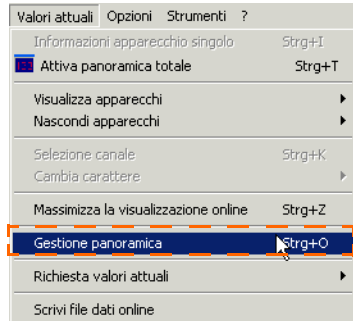 Valori attuali Opzioni Strumenti ?
Informazioni apparecchio singolo Strg+I
123 Attiva panoramica totale Strg+T
Visualizza apparecchi
Nascondi apparecchi
Selezione canale Strg+K
Cambia carattere
Massimizza la visualizzazione online Strg+Z
Gestione panoramica Strg+O
Richiesta valori attuali
Scrivi file dati online